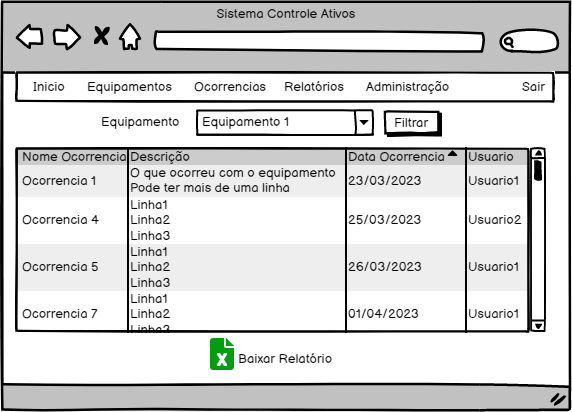 Sistema Controle Ativos
Inicio Equipamentos Ocorrencias Relatórios Administração Sair
Equipamento Equipamento 1 Filtrar
Nome Ocorrencia Descrição Data Ocorrencia Usuario
Ocorrencia 1 O que ocorreu com o equipamento 23/03/2023 Usuario1
Pode ter mais de uma linha
Linha1
Ocorrencia 4 Linha2 25/03/2023 Usuario2
Linha3
Linha1
Ocorrencia 5 Linha2 26/03/2023 Usuario1
Linha3
Linha1
Ocorrencia 7 Linha2 01/04/2023 Usuario1
Linha3
X Baixar Relatório